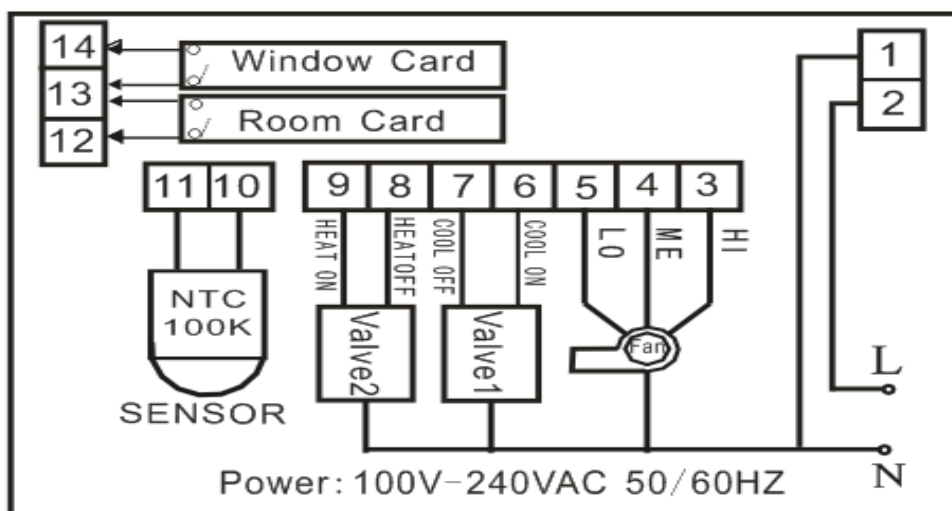 14
Window Card
1
13
2
Room Card
12
11 10 9 8 7 6 5 4 3
HEAT ON
HEATOFF
COOL OFF
COOL ON
LO
ME
HI
NTC
100K
Valve2
Valve1
Fan
L
SENSOR
N
Power: 100V-240VAC 50/60HZ